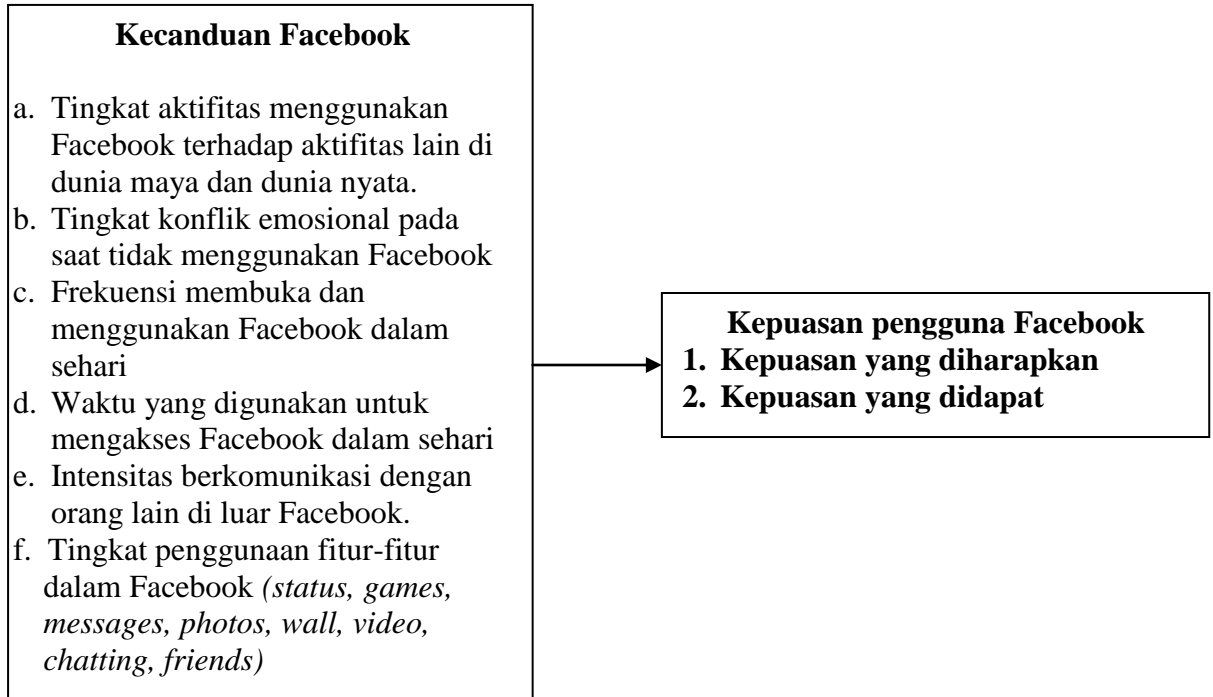 Kecanduan Facebook
a. Tingkat aktifitas menggunakan
Facebook terhadap aktifitas lain di
dunia maya dan dunia nyata.
b. Tingkat konflik emosional pada
saat tidak menggunakan Facebook
c. Frekuensi membuka dan
menggunakan Facebook dalam
sehari
d. Waktu yang digunakan untuk
mengakses Facebook dalam sehari
e. Intensitas berkomunikasi dengan
orang lain di luar Facebook.
f. Tingkat penggunaan fitur-fitur
dalam Facebook (status, games,
messages, photos, wall, video,
chatting, friends)
Kepuasan pengguna Facebook
1. Kepuasan yang diharapkan
2. Kepuasan yang didapat